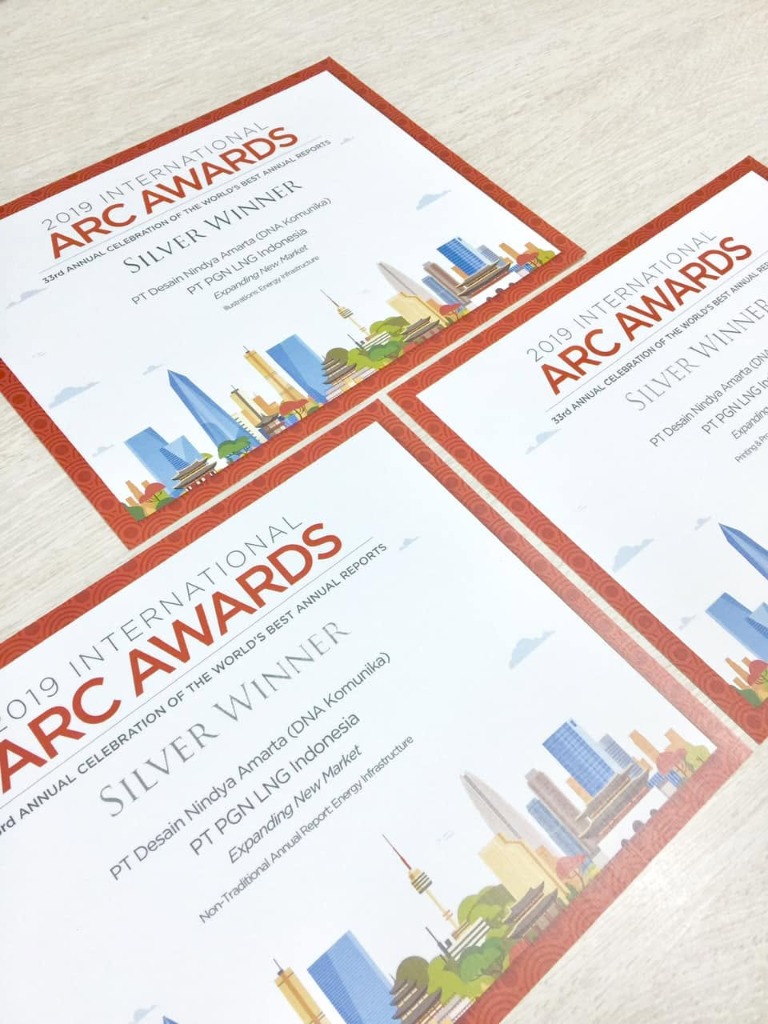 2019 INTERNATIONAL
ARC AWARDS
33rd ANNUAL CELEBRATION OF THE WORLD'S BEST ANNUAL REPORTS
SILVER WINNER
PT Desain Nindya Amarta (DNA Komunika)
PT PGN LNG Indonesia
Expanding New Market
Illustrations: Energy Infrastructure
2019 INTERNATIONAL
ARC AWARDS
33rd ANNUAL CELEBRATION OF THE WORLD'S BEST ANNUAL
SILVER WINNER
PT Desain Nindya Amarta (DNA
PT PGN LNG
Expanding
Printing &
2019 INTERNATIONAL
ARC AWARDS
rd ANNUAL CELEBRATION OF THE WORLD'S BEST ANNUAL REPORTS
SILVER WINNER
PT Desain Nindya Amarta (DNA Komunika)
PT PGN LNG Indonesia
Expanding New Market
Non-Traditional Annual Report: Energy Infrastructure